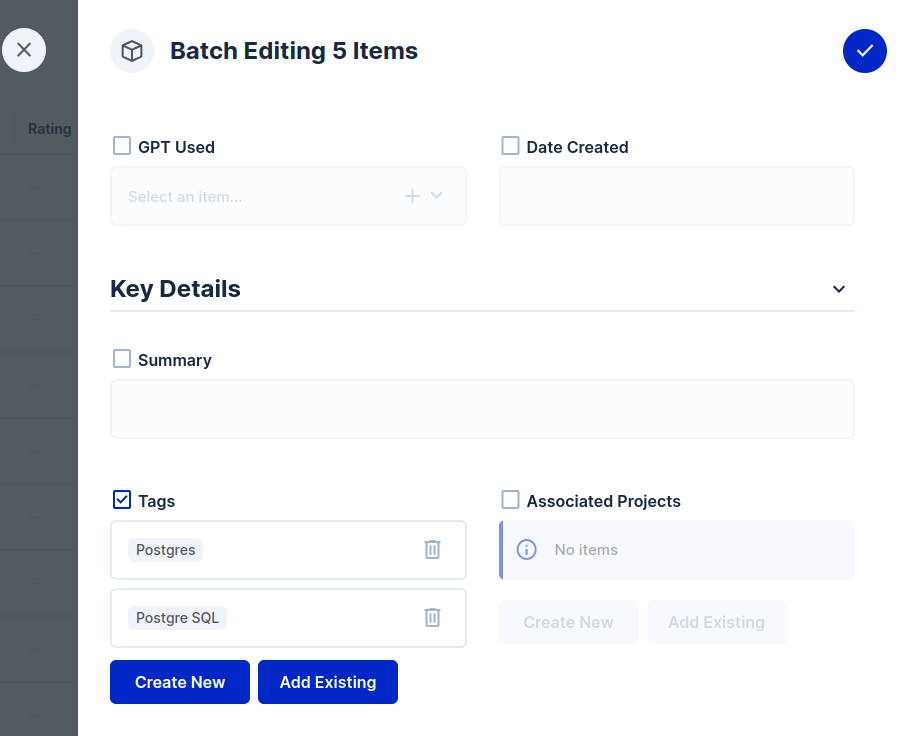 Batch Editing 5 Items
Rating
GPT Used
Date Created
Select an item...
Key Details
Summary
Tags
Associated Projects
Postgres
No items
Postgre SQL
Create New
Add Existing
Create New
Add Existing